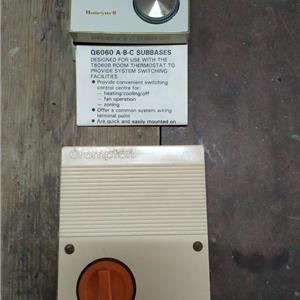 Honeywell
Q6060 A-B-C SUBBASES
DESIGNED FOR USE WITH THE
T6060B ROOM THERMOSTAT TO
PROVIDE SYSTEM SWITCHING
FACILITIES.
• Provide convenient switching
control centre for:
– heating/cooling/off
– fan operation
– zoning
• Offer a common system wiring
terminal point
• Are quick and easily mounted on
Crompton